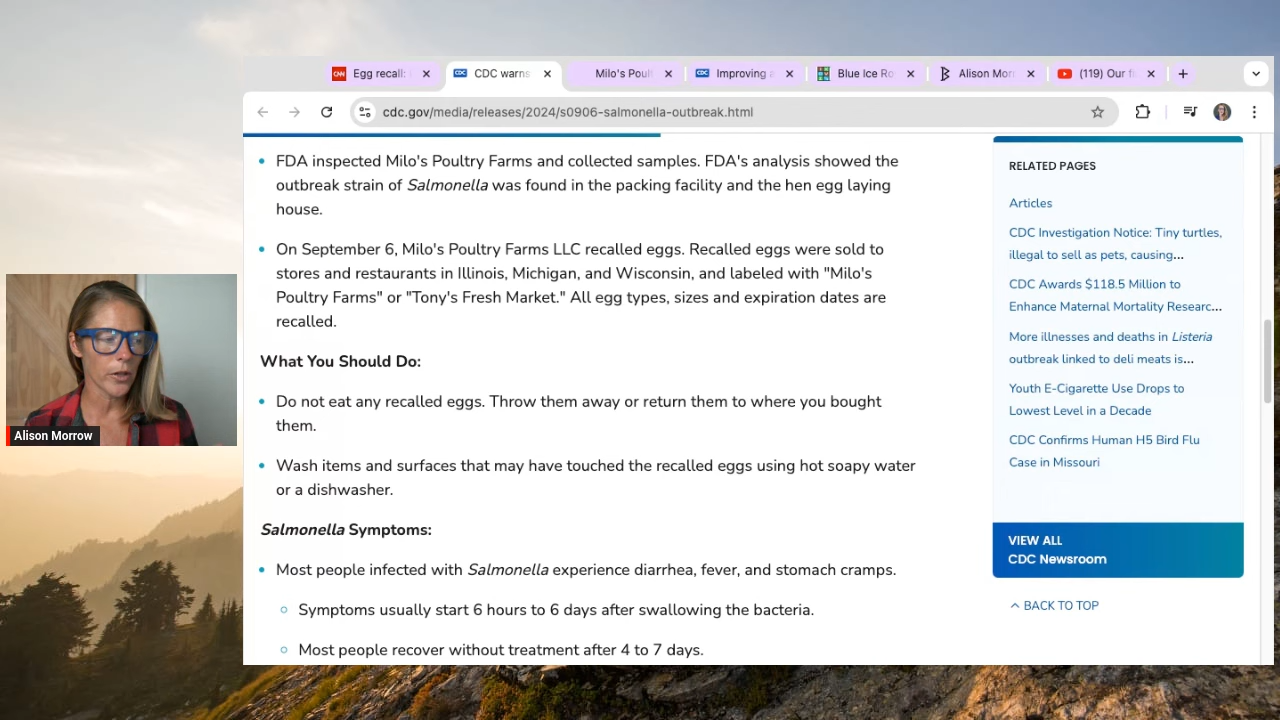 Egg recall:
CDC warns
Milo's Poul
Improving a
Blue Ice Ro
Alison Mor
(119) Our f
cdc.gov/media/releases/2024/s0906-salmonella-outbreak.html
FDA inspected Milo's Poultry Farms and collected samples. FDA's analysis showed the
outbreak strain of Salmonella was found in the packing facility and the hen egg laying
house.
On September 6, Milo's Poultry Farms LLC recalled eggs. Recalled eggs were sold to
stores and restaurants in Illinois, Michigan, and Wisconsin, and labeled with "Milo's
Poultry Farms" or "Tony's Fresh Market." All egg types, sizes and expiration dates are
recalled.
What You Should Do:
Do not eat any recalled eggs. Throw them away or return them to where you bought
them.
Wash items and surfaces that may have touched the recalled eggs using hot soapy water
or a dishwasher.
Salmonella Symptoms:
Most people infected with Salmonella experience diarrhea, fever, and stomach cramps.
Symptoms usually start 6 hours to 6 days after swallowing the bacteria.
Most people recover without treatment after 4 to 7 days.
RELATED PAGES
Articles
CDC Investigation Notice: Tiny turtles,
illegal to sell as pets, causing...
CDC Awards $118.5 Million to
Enhance Maternal Mortality Researc...
More illnesses and deaths in Listeria
outbreak linked to deli meats is...
Youth E-Cigarette Use Drops to
Lowest Level in a Decade
CDC Confirms Human H5 Bird Flu
Case in Missouri
VIEW ALL
CDC Newsroom
BACK TO TOP
Alison Morrow